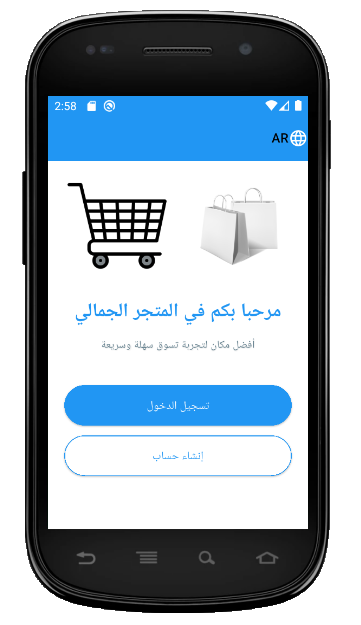 2:58
AR
مرحبا بكم في المتجر الجمالي
أفضل مكان لتجربة تسوق سهلة وسريعة
تسجيل الدخول
إنشاء حساب